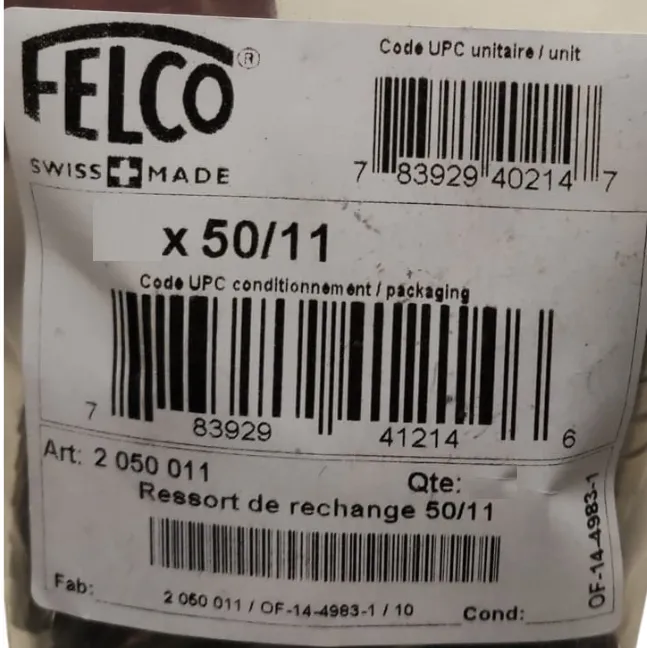 FELCO®
SWISS MADE
Code UPC unitaire / unit
7 83929 40214 7
x 50/11
Code UPC conditionnement / packaging
7 83929 41214 6
Art: 2 050 011
Qte:
Ressort de rechange 50/11
OF-14-4983-1
Fab:
2 050 011 / OF-14-4983-1 / 10
Cond: